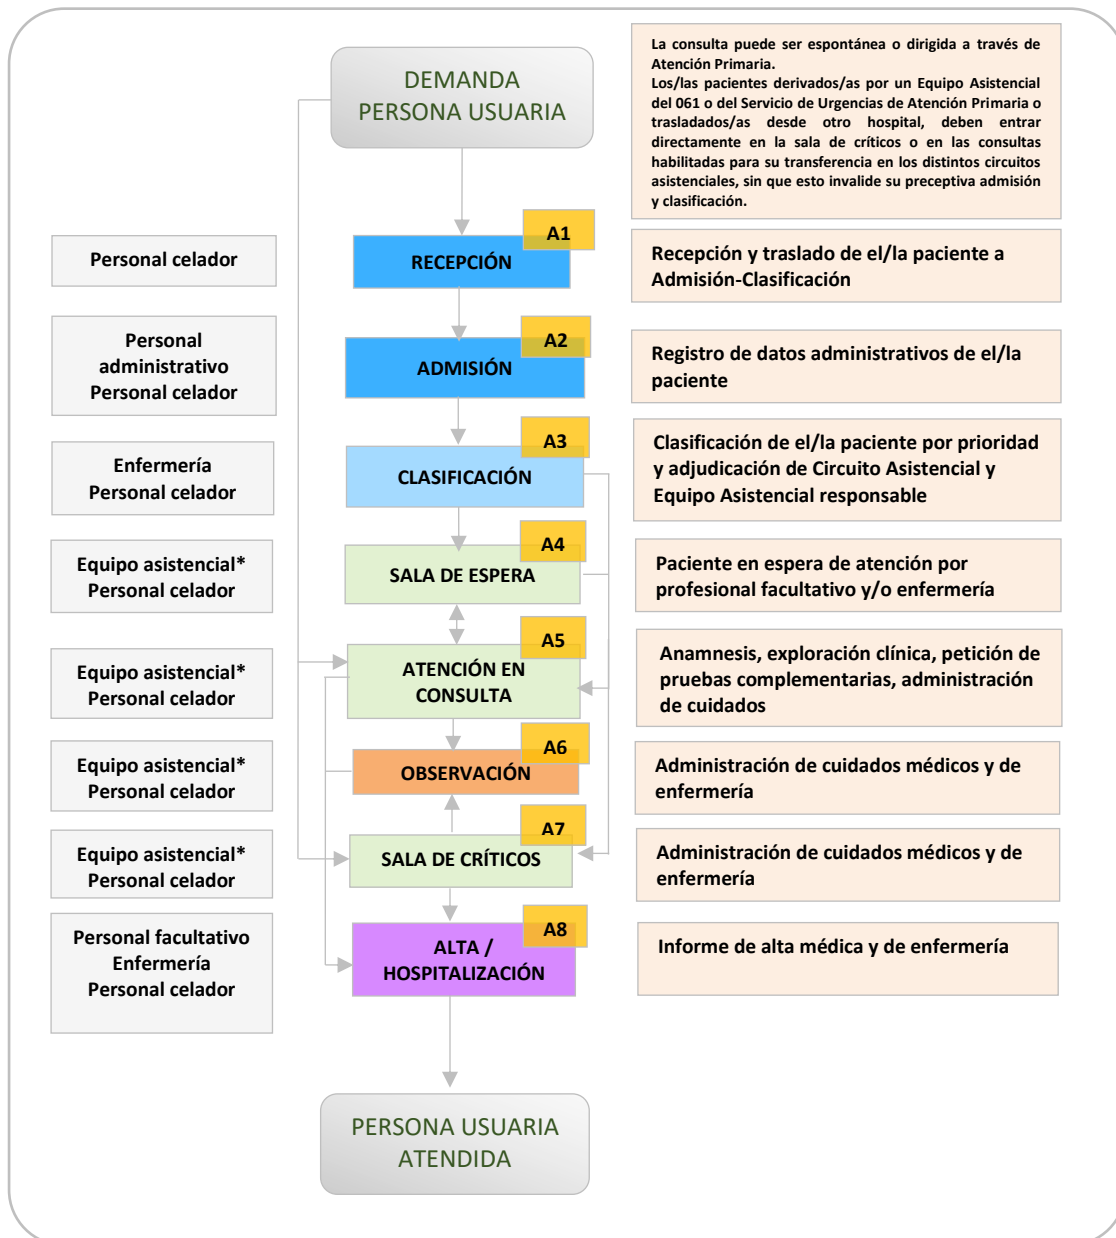 DEMANDA
PERSONA USUARIA
La consulta puede ser espontánea o dirigida a través de
Atención Primaria.
Los/las pacientes derivados/as por un Equipo Asistencial
del 061 o del Servicio de Urgencias de Atención Primaria o
trasladados/as desde otro hospital, deben entrar
directamente en la sala de críticos o en las consultas
habilitadas para su transferencia en los distintos circuitos
asistenciales, sin que esto invalide su preceptiva admisión
y clasificación.
Personal celador
A1
RECEPCIÓN
Recepción y traslado de el/la paciente a
Admisión-Clasificación
Personal
administrativo
Personal celador
A2
ADMISIÓN
Registro de datos administrativos de el/la
paciente
Enfermería
Personal celador
A3
CLASIFICACIÓN
Clasificación de el/la paciente por prioridad
y adjudicación de Circuito Asistencial y
Equipo Asistencial responsable
Equipo asistencial*
Personal celador
A4
SALA DE ESPERA
Paciente en espera de atención por
profesional facultativo y/o enfermería
Equipo asistencial*
Personal celador
A5
ATENCIÓN EN
CONSULTA
Anamnesis, exploración clínica, petición de
pruebas complementarias, administración
de cuidados
Equipo asistencial*
Personal celador
A6
OBSERVACIÓN
Administración de cuidados médicos y de
enfermería
Equipo asistencial*
Personal celador
A7
SALA DE CRÍTICOS
Administración de cuidados médicos y de
enfermería
Personal facultativo
Enfermería
Personal celador
A8
ALTA /
HOSPITALIZACIÓN
Informe de alta médica y de enfermería
PERSONA USUARIA
ATENDIDA